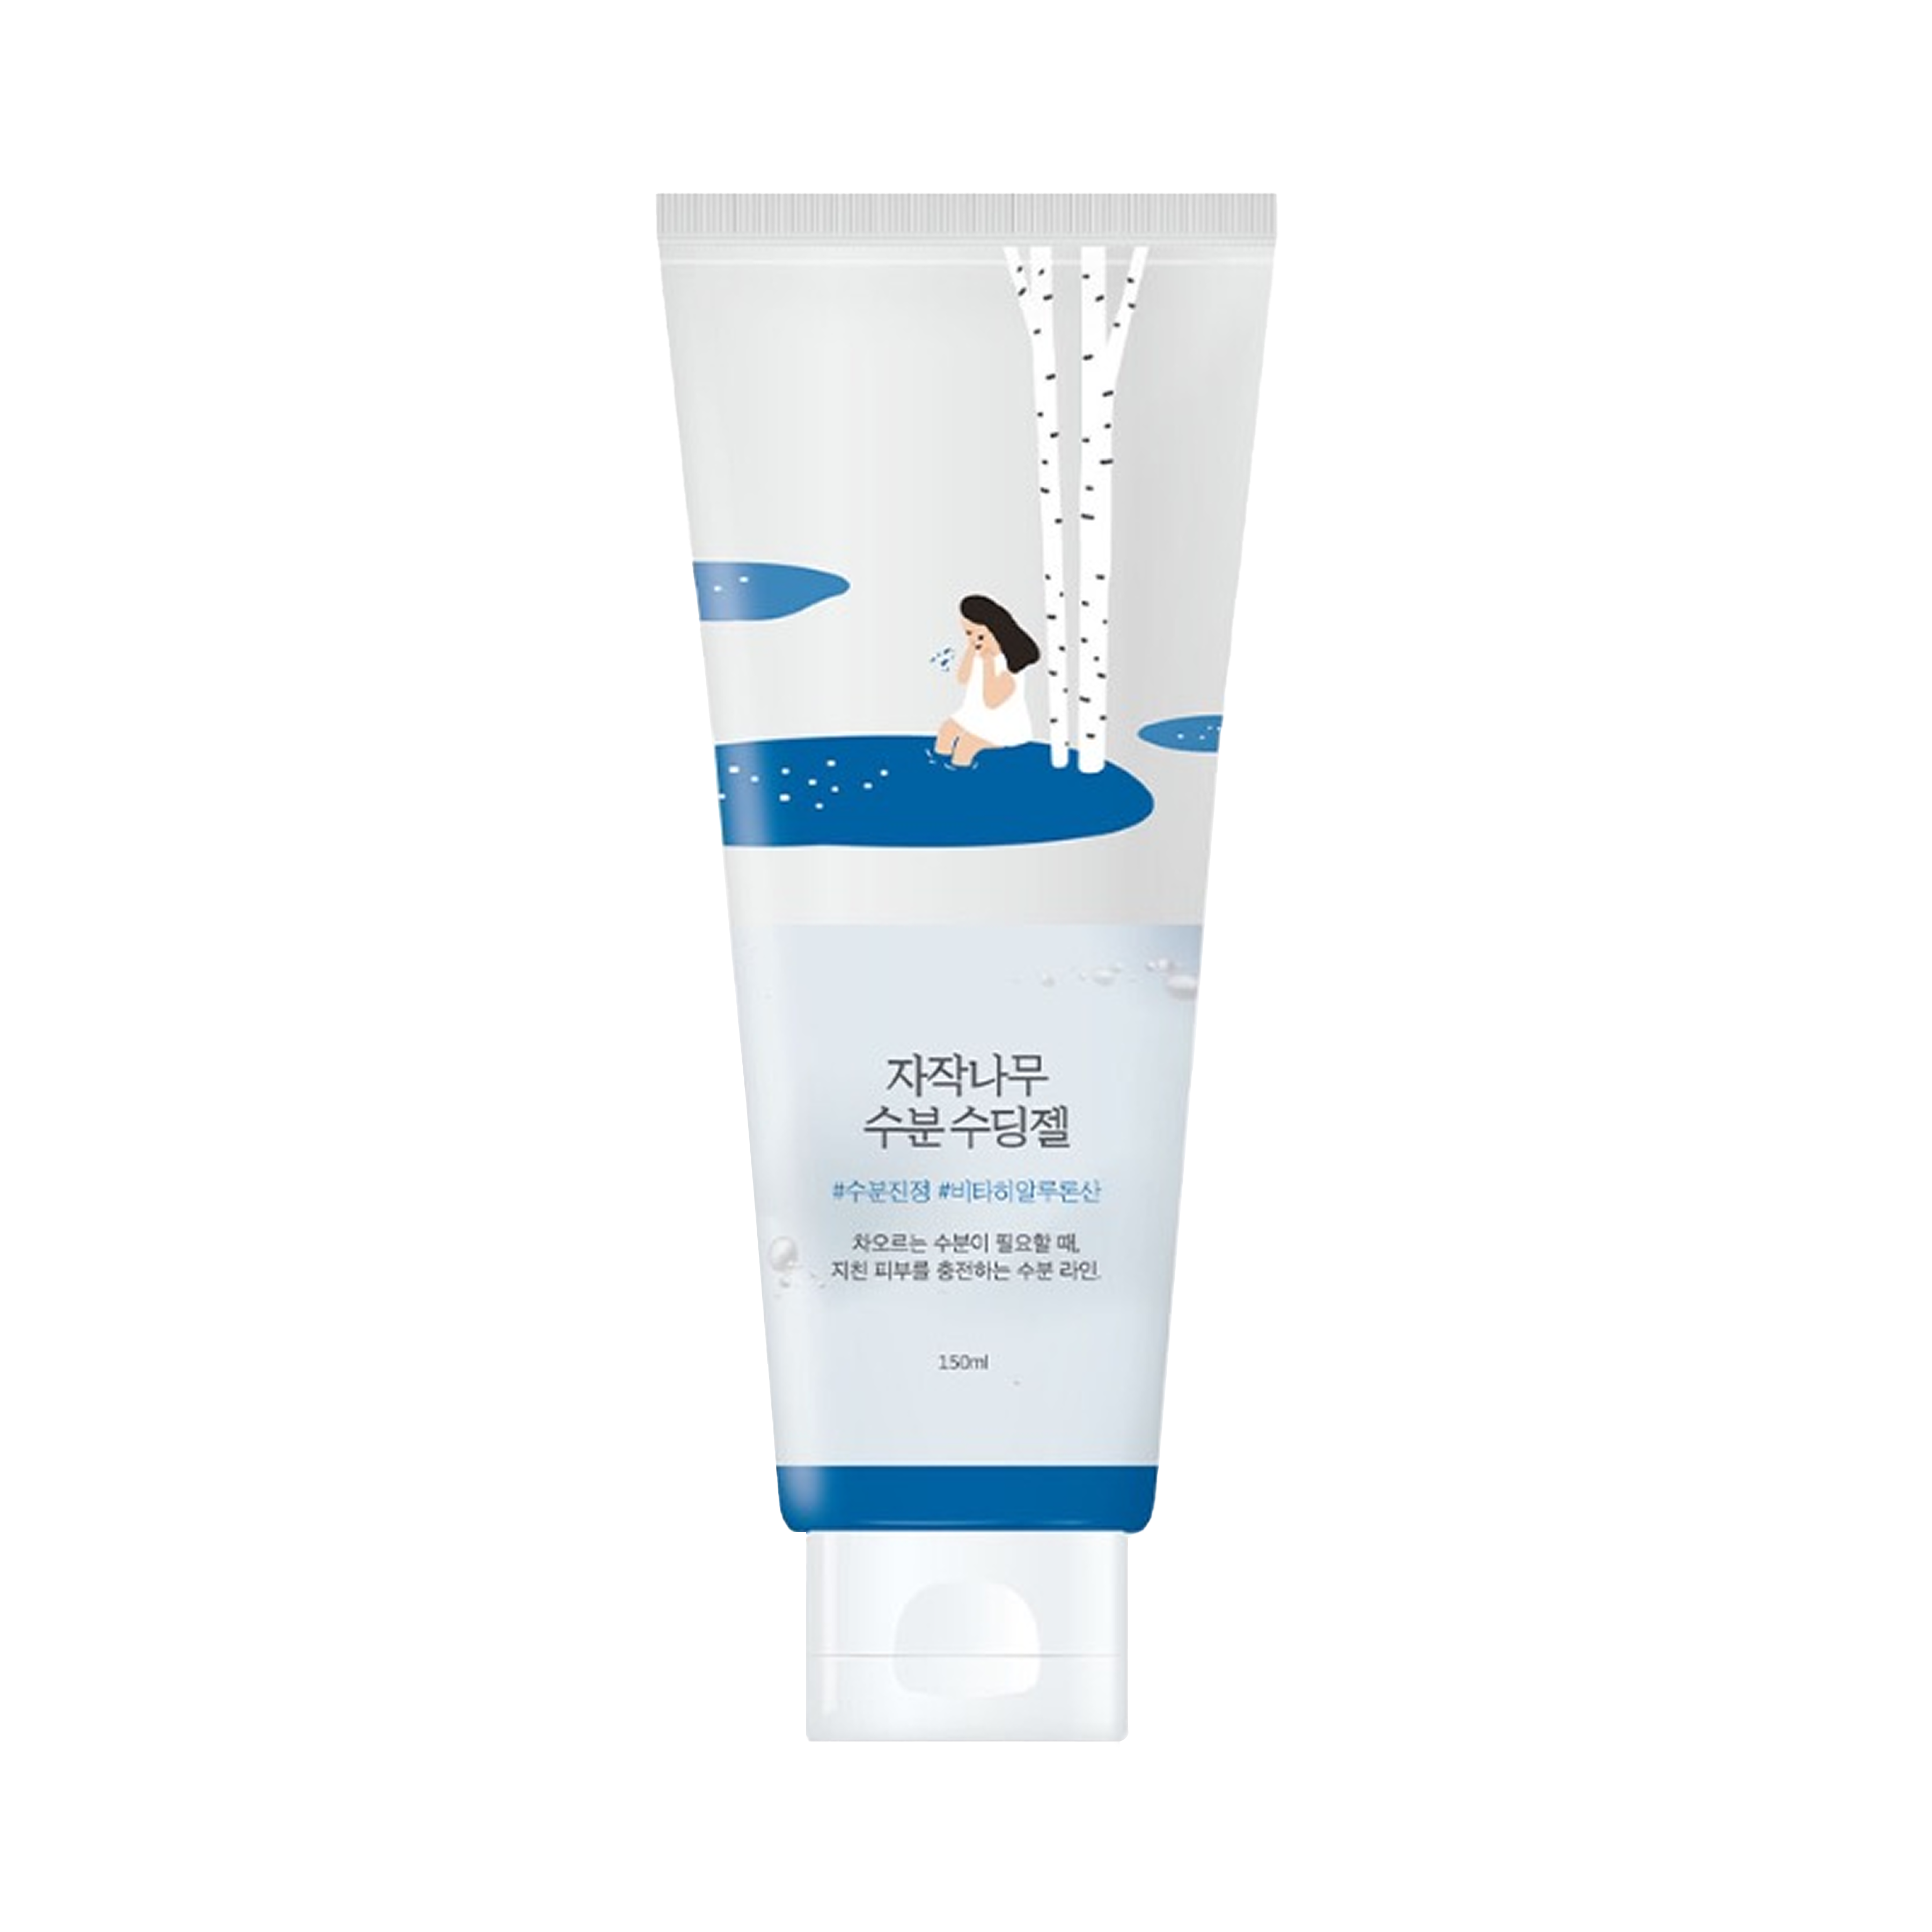 자작나무
수분 수딩젤
#수분진정 #비타히알루론산
차오르는 수분이 필요할 때,
지친 피부를 충전하는 수분 라인.
150ml